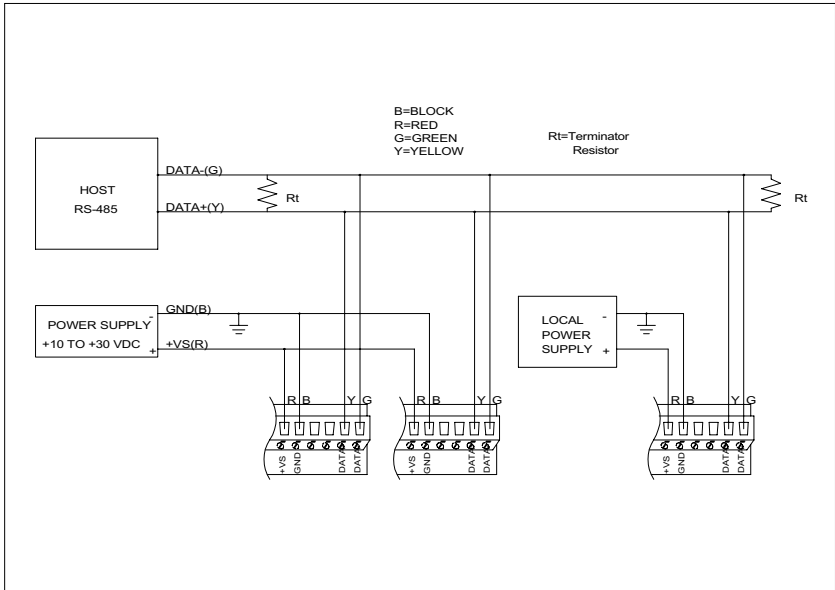 B=BLOCK
R=RED
G=GREEN
Y=YELLOW
Rt=Terminator
Resistor
HOST
RS-485
DATA-(G)
DATA+(Y)
Rt
Rt
POWER SUPPLY
+10 TO +30 VDC
-
+
GND(B)
+VS(R)
LOCAL
POWER
SUPPLY
-
+
R B Y G
R B Y G
R B Y G
+VS GND DATA DATA
+VS GND DATA DATA
+VS GND DATA DATA